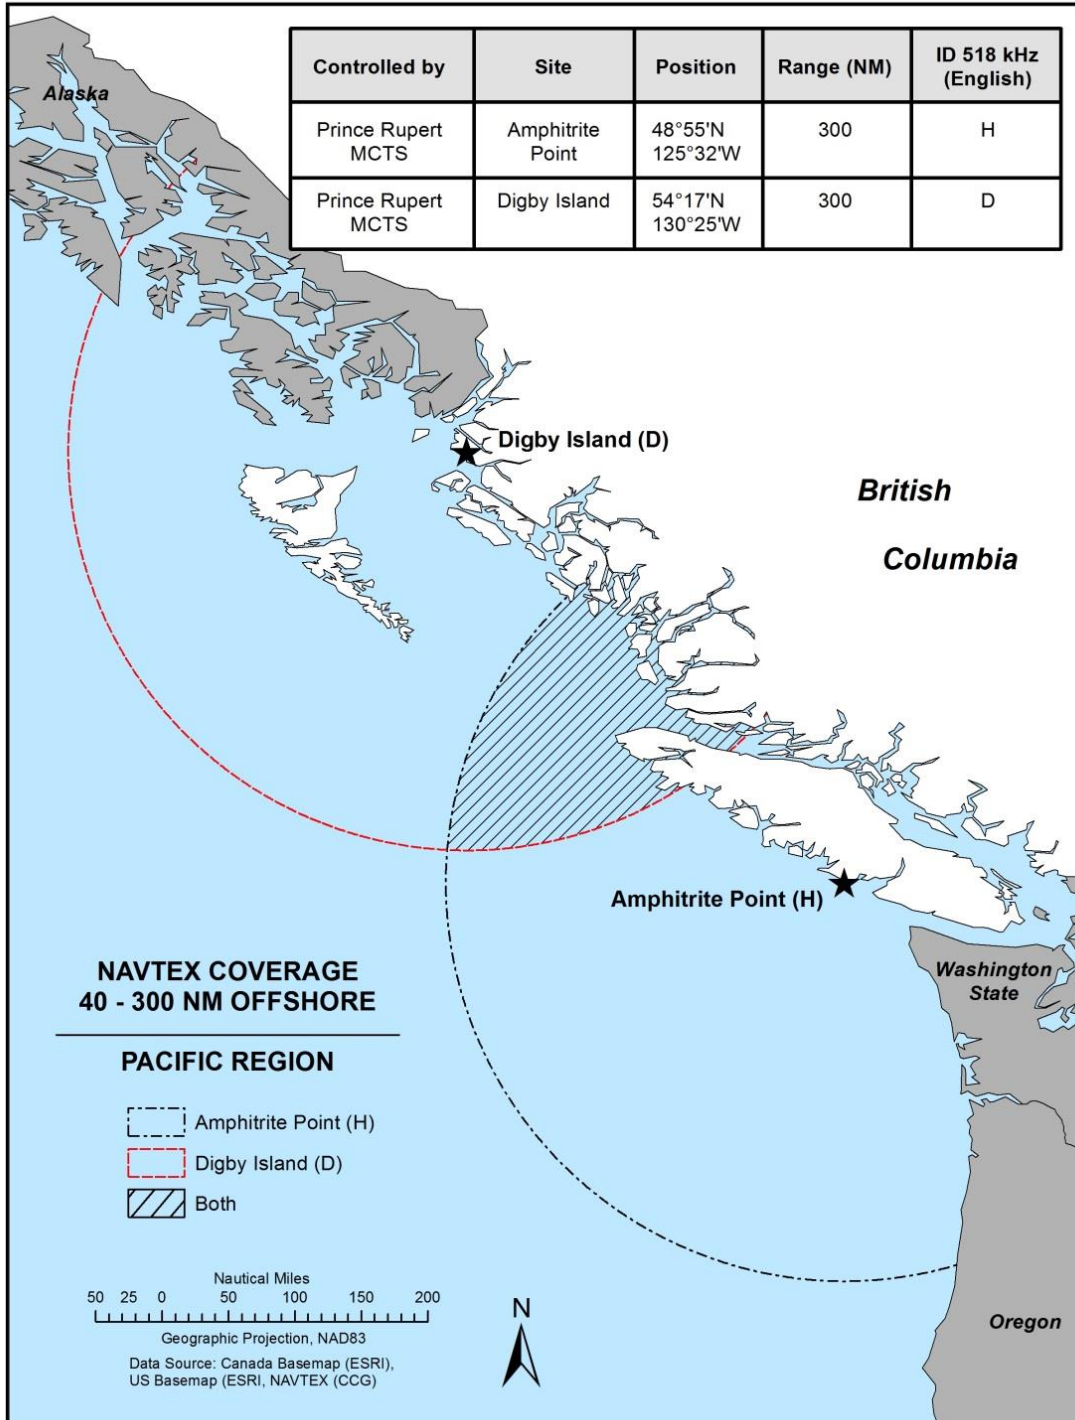 Controlled by
Site
Position
Range (NM)
ID 518 kHz
(English)
Prince Rupert
MCTS
Amphitrite
Point
48°55'N
125°32'W
300
H
Prince Rupert
MCTS
Digby Island
54°17'N
130°25'W
300
D
Alaska
Digby Island (D)
British
Columbia
Amphitrite Point (H)
Washington
State
Oregon
NAVTEX COVERAGE
40 - 300 NM OFFSHORE
PACIFIC REGION
Amphitrite Point (H)
Digby Island (D)
Both
Nautical Miles
50 25 0 50 100 150 200
Geographic Projection, NAD83
Data Source: Canada Basemap (ESRI),
US Basemap (ESRI, NAVTEX (CCG)
N